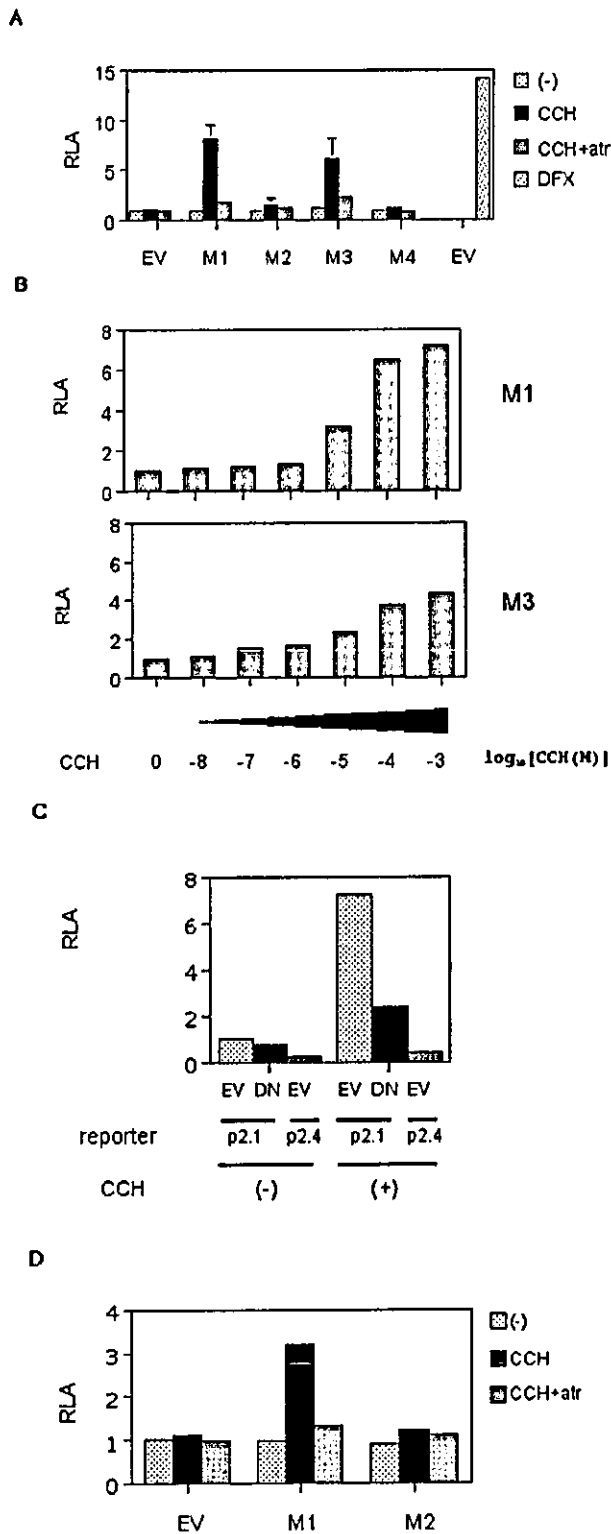 A
15
10
5
0
RLA
EV M1 M2 M3 M4 EV
(-)
CCH
CCH+atr
DFX
B
8
6
4
2
0
RLA
M1
8
6
4
2
0
RLA
M3
CCH 0 -8 -7 -6 -5 -4 -3 log₁₀[CCH(M)]
C
8
6
4
2
0
RLA
EV DN EV EV DN EV
reporter p2.1 p2.4 p2.1 p2.4
CCH (-) (+)
D
4
3
2
1
0
RLA
EV M1 M2
(-)
CCH
CCH+atr